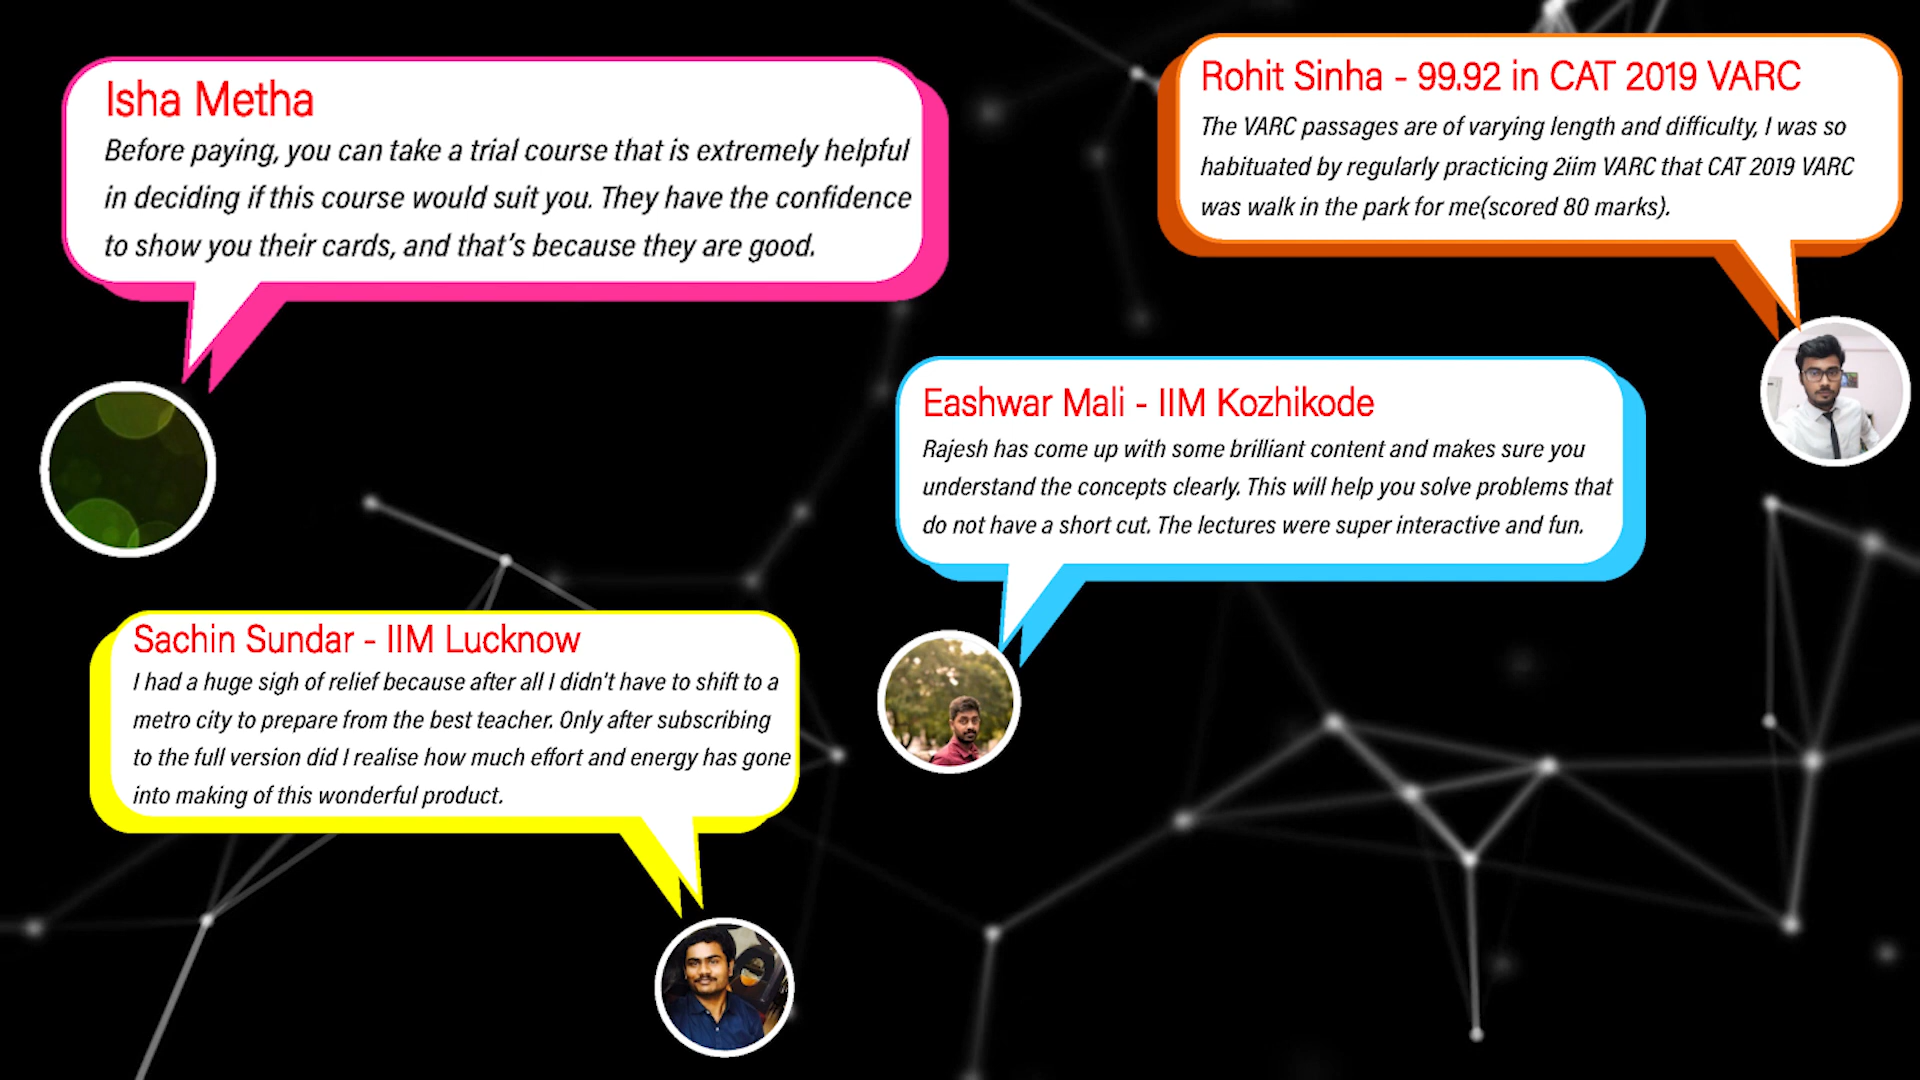 Isha Metha
Before paying, you can take a trial course that is extremely helpful
in deciding if this course would suit you. They have the confidence
to show you their cards, and that's because they are good.
Rohit Sinha - 99.92 in CAT 2019 VARC
The VARC passages are of varying length and difficulty, I was so
habituated by regularly practicing 2iim VARC that CAT 2019 VARC
was walk in the park for me(scored 80 marks).
Eashwar Mali - IIM Kozhikode
Rajesh has come up with some brilliant content and makes sure you
understand the concepts clearly. This will help you solve problems that
do not have a short cut. The lectures were super interactive and fun.
Sachin Sundar - IIM Lucknow
I had a huge sigh of relief because after all I didn't have to shift to a
metro city to prepare from the best teacher. Only after subscribing
to the full version did I realise how much effort and energy has gone
into making of this wonderful product.